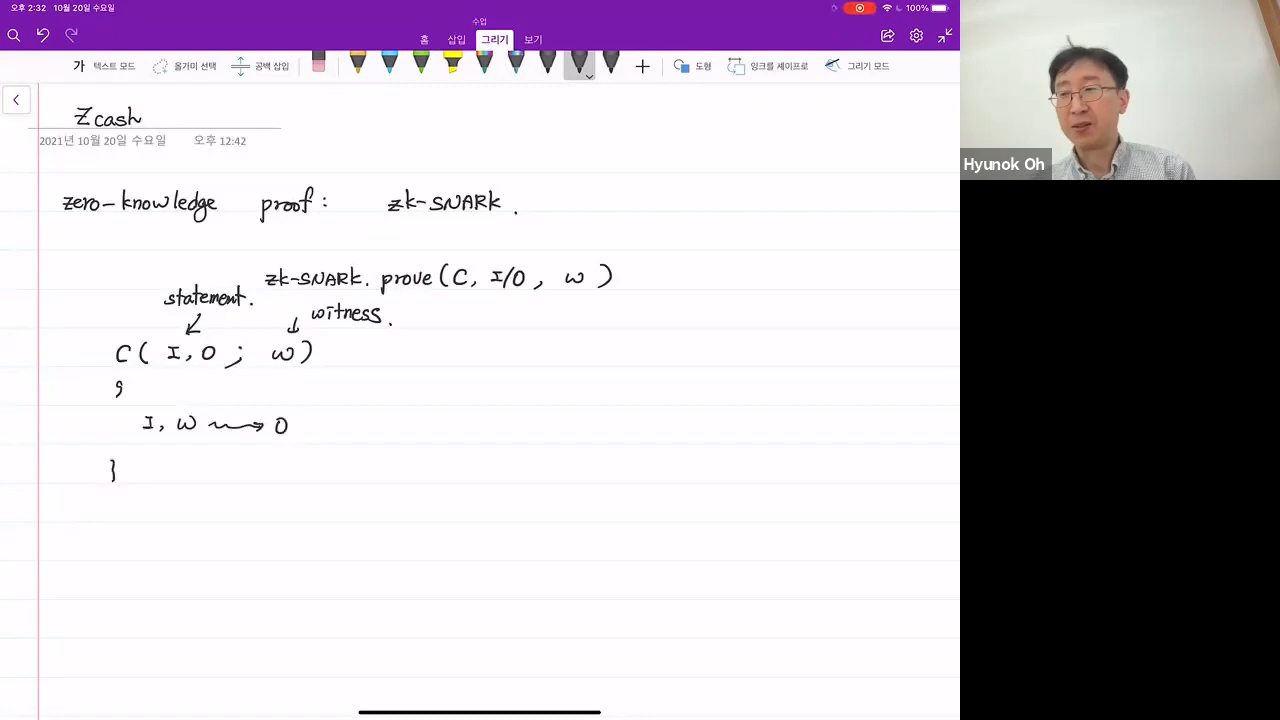 오후 2:32 10월 20일 수요일
100%
수업
홈 삽입 그리기 보기
가 텍스트 모드 올가미 선택 공백 삽입 도형 잉크를 셰이프로 그리기 모드
Hyunok Oh
Zcash
2021년 10월 20일 수요일 오후 12:42
zero-knowledge proof: zk-SNARK.
zk-SNARK. prove(C, I/O, w)
statement.
witness.
C( I, O ; w)
{
I, w ⟿ O
}